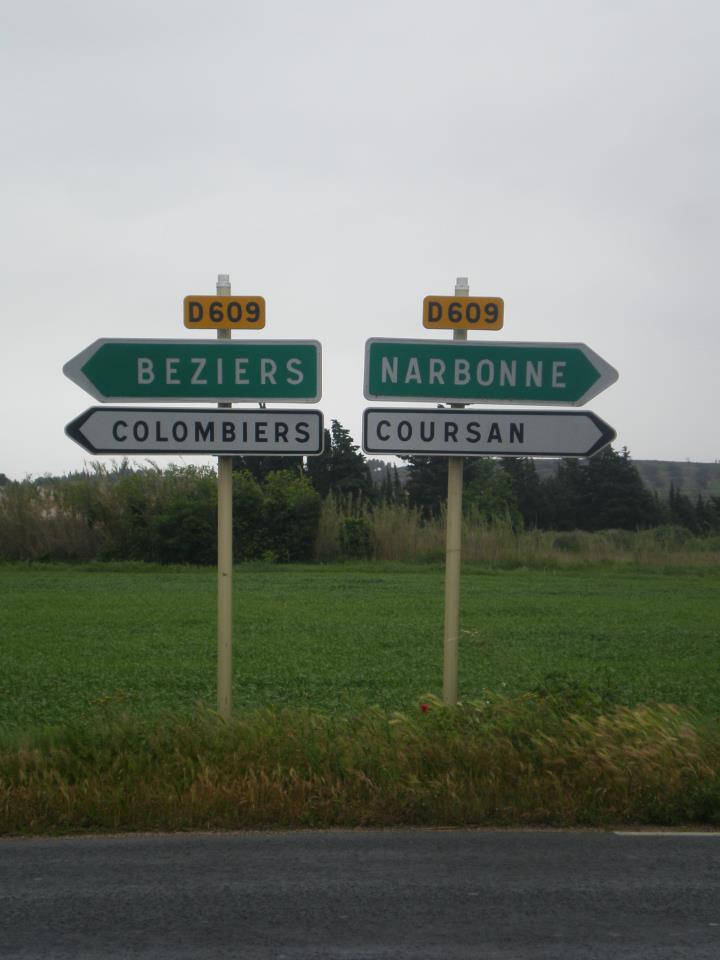 D609
BEZIERS
COLOMBIERS
D609
NARBONNE
COURSAN